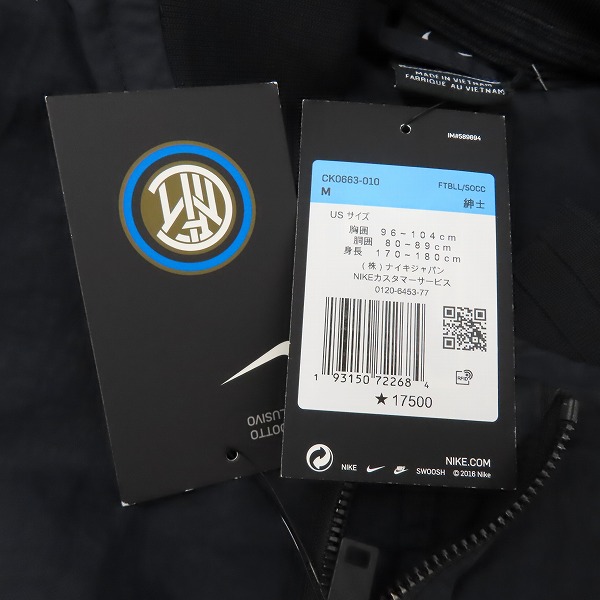 MADE IN VIETNAM
FABRIQUE AU VIETNAM
IM#589694
CK0663-010
FTBLL/SOCC
M
紳士
US サイズ
胸囲 96-104cm
胴囲 80-89cm
身長 170-180cm
(株)ナイキジャパン
NIKEカスタマーサービス
0120-6453-77
1 93150 72268 4
RFID
★17500
NIKE.COM
NIKE
SWOOSH
©2016 Nike
DOTTO
LUSIVO